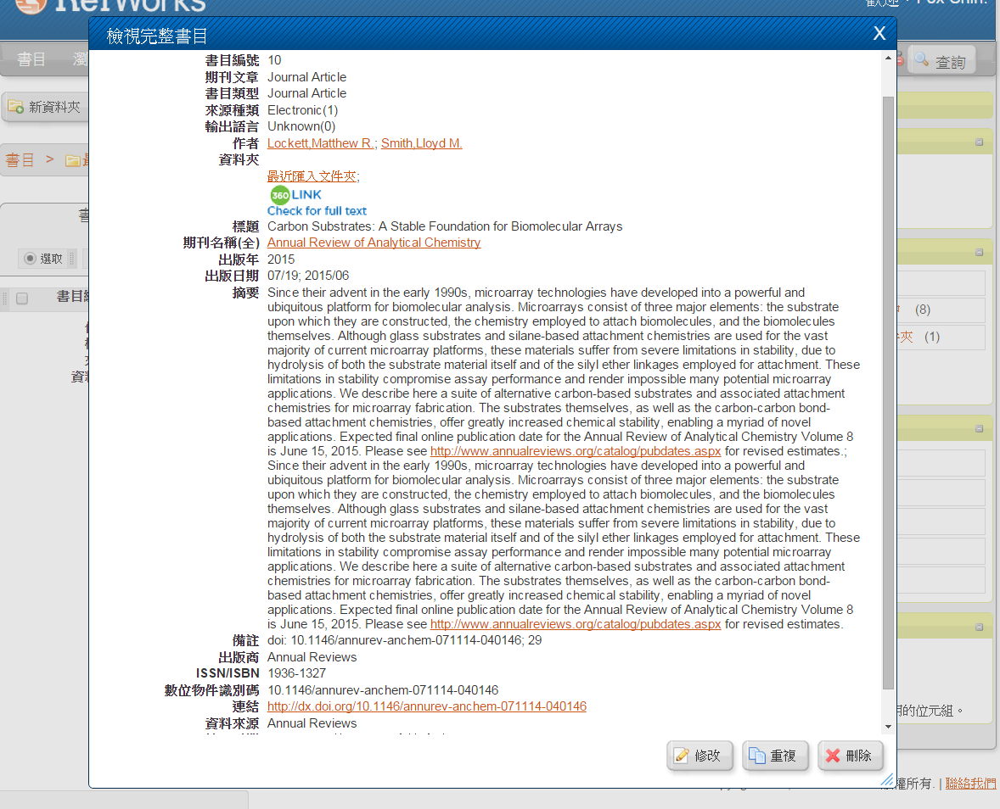 RefWorks
歡迎
檢視完整書目
X
書目
瀏
查詢
新資料夾
書目 >
選取
書目編號 10
期刊文章 Journal Article
書目類型 Journal Article
來源種類 Electronic(1)
輸出語言 Unknown(0)
作者 Lockett,Matthew R.; Smith,Lloyd M.
資料夾
最近匯入文件夾;
360 LINK
Check for full text
標題 Carbon Substrates: A Stable Foundation for Biomolecular Arrays
期刊名稱(全) Annual Review of Analytical Chemistry
出版年 2015
出版日期 07/19; 2015/06
摘要 Since their advent in the early 1990s, microarray technologies have developed into a powerful and
ubiquitous platform for biomolecular analysis. Microarrays consist of three major elements: the substrate
upon which they are constructed, the chemistry employed to attach biomolecules, and the biomolecules
themselves. Although glass substrates and silane-based attachment chemistries are used for the vast
majority of current microarray platforms, these materials suffer from severe limitations in stability, due to
hydrolysis of both the substrate material itself and of the silyl ether linkages employed for attachment. These
limitations in stability compromise assay performance and render impossible many potential microarray
applications. We describe here a suite of alternative carbon-based substrates and associated attachment
chemistries for microarray fabrication. The substrates themselves, as well as the carbon-carbon bond-
based attachment chemistries, offer greatly increased chemical stability, enabling a myriad of novel
applications. Expected final online publication date for the Annual Review of Analytical Chemistry Volume 8
is June 15, 2015. Please see http://www.annualreviews.org/catalog/pubdates.aspx for revised estimates.;
Since their advent in the early 1990s, microarray technologies have developed into a powerful and
ubiquitous platform for biomolecular analysis. Microarrays consist of three major elements: the substrate
upon which they are constructed, the chemistry employed to attach biomolecules, and the biomolecules
themselves. Although glass substrates and silane-based attachment chemistries are used for the vast
majority of current microarray platforms, these materials suffer from severe limitations in stability, due to
hydrolysis of both the substrate material itself and of the silyl ether linkages employed for attachment. These
limitations in stability compromise assay performance and render impossible many potential microarray
applications. We describe here a suite of alternative carbon-based substrates and associated attachment
chemistries for microarray fabrication. The substrates themselves, as well as the carbon-carbon bond-
based attachment chemistries, offer greatly increased chemical stability, enabling a myriad of novel
applications. Expected final online publication date for the Annual Review of Analytical Chemistry Volume 8
is June 15, 2015. Please see http://www.annualreviews.org/catalog/pubdates.aspx for revised estimates.
備註 doi: 10.1146/annurev-anchem-071114-040146; 29
出版商 Annual Reviews
ISSN/ISBN 1936-1327
數位物件識別碼 10.1146/annurev-anchem-071114-040146
連結 http://dx.doi.org/10.1146/annurev-anchem-071114-040146
資料來源 Annual Reviews
修改
重複
刪除
(8)
夾 (1)
的位元組。
權所有. | 聯絡我們